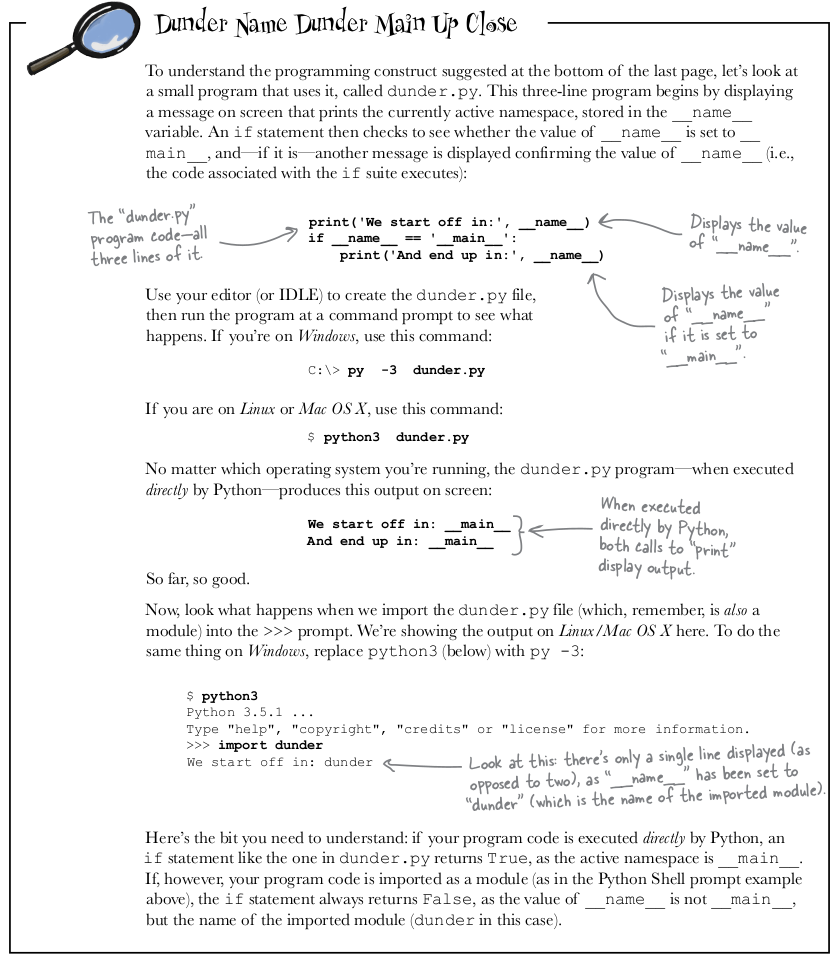 Dunder Name Dunder Main Up Close
To understand the programming construct suggested at the bottom of the last page, let's look at
a small program that uses it, called dunder.py. This three-line program begins by displaying
a message on screen that prints the currently active namespace, stored in the __name__
variable. An if statement then checks to see whether the value of __name__ is set to __
main__, and—if it is—another message is displayed confirming the value of __name__ (i.e.,
the code associated with the if suite executes):
The "dunder.py"
program code—all
three lines of it.
print('We start off in:', __name__)
if __name__ == '__main__':
    print('And end up in:', __name__)
Displays the value
of "__name__".
Displays the value
of "__name__"
if it is set to
"__main__".
Use your editor (or IDLE) to create the dunder.py file,
then run the program at a command prompt to see what
happens. If you're on Windows, use this command:
C:\> py -3 dunder.py
If you are on Linux or Mac OS X, use this command:
$ python3 dunder.py
No matter which operating system you're running, the dunder.py program—when executed
directly by Python—produces this output on screen:
We start off in: __main__
And end up in: __main__
When executed
directly by Python,
both calls to "print"
display output.
So far, so good.
Now, look what happens when we import the dunder.py file (which, remember, is also a
module) into the >>> prompt. We're showing the output on Linux/Mac OS X here. To do the
same thing on Windows, replace python3 (below) with py -3:
$ python3
Python 3.5.1 ...
Type "help", "copyright", "credits" or "license" for more information.
>>> import dunder
We start off in: dunder
Look at this: there's only a single line displayed (as
opposed to two), as "__name__" has been set to
"dunder" (which is the name of the imported module).
Here's the bit you need to understand: if your program code is executed directly by Python, an
if statement like the one in dunder.py returns True, as the active namespace is __main__.
If, however, your program code is imported as a module (as in the Python Shell prompt example
above), the if statement always returns False, as the value of __name__ is not __main__,
but the name of the imported module (dunder in this case).